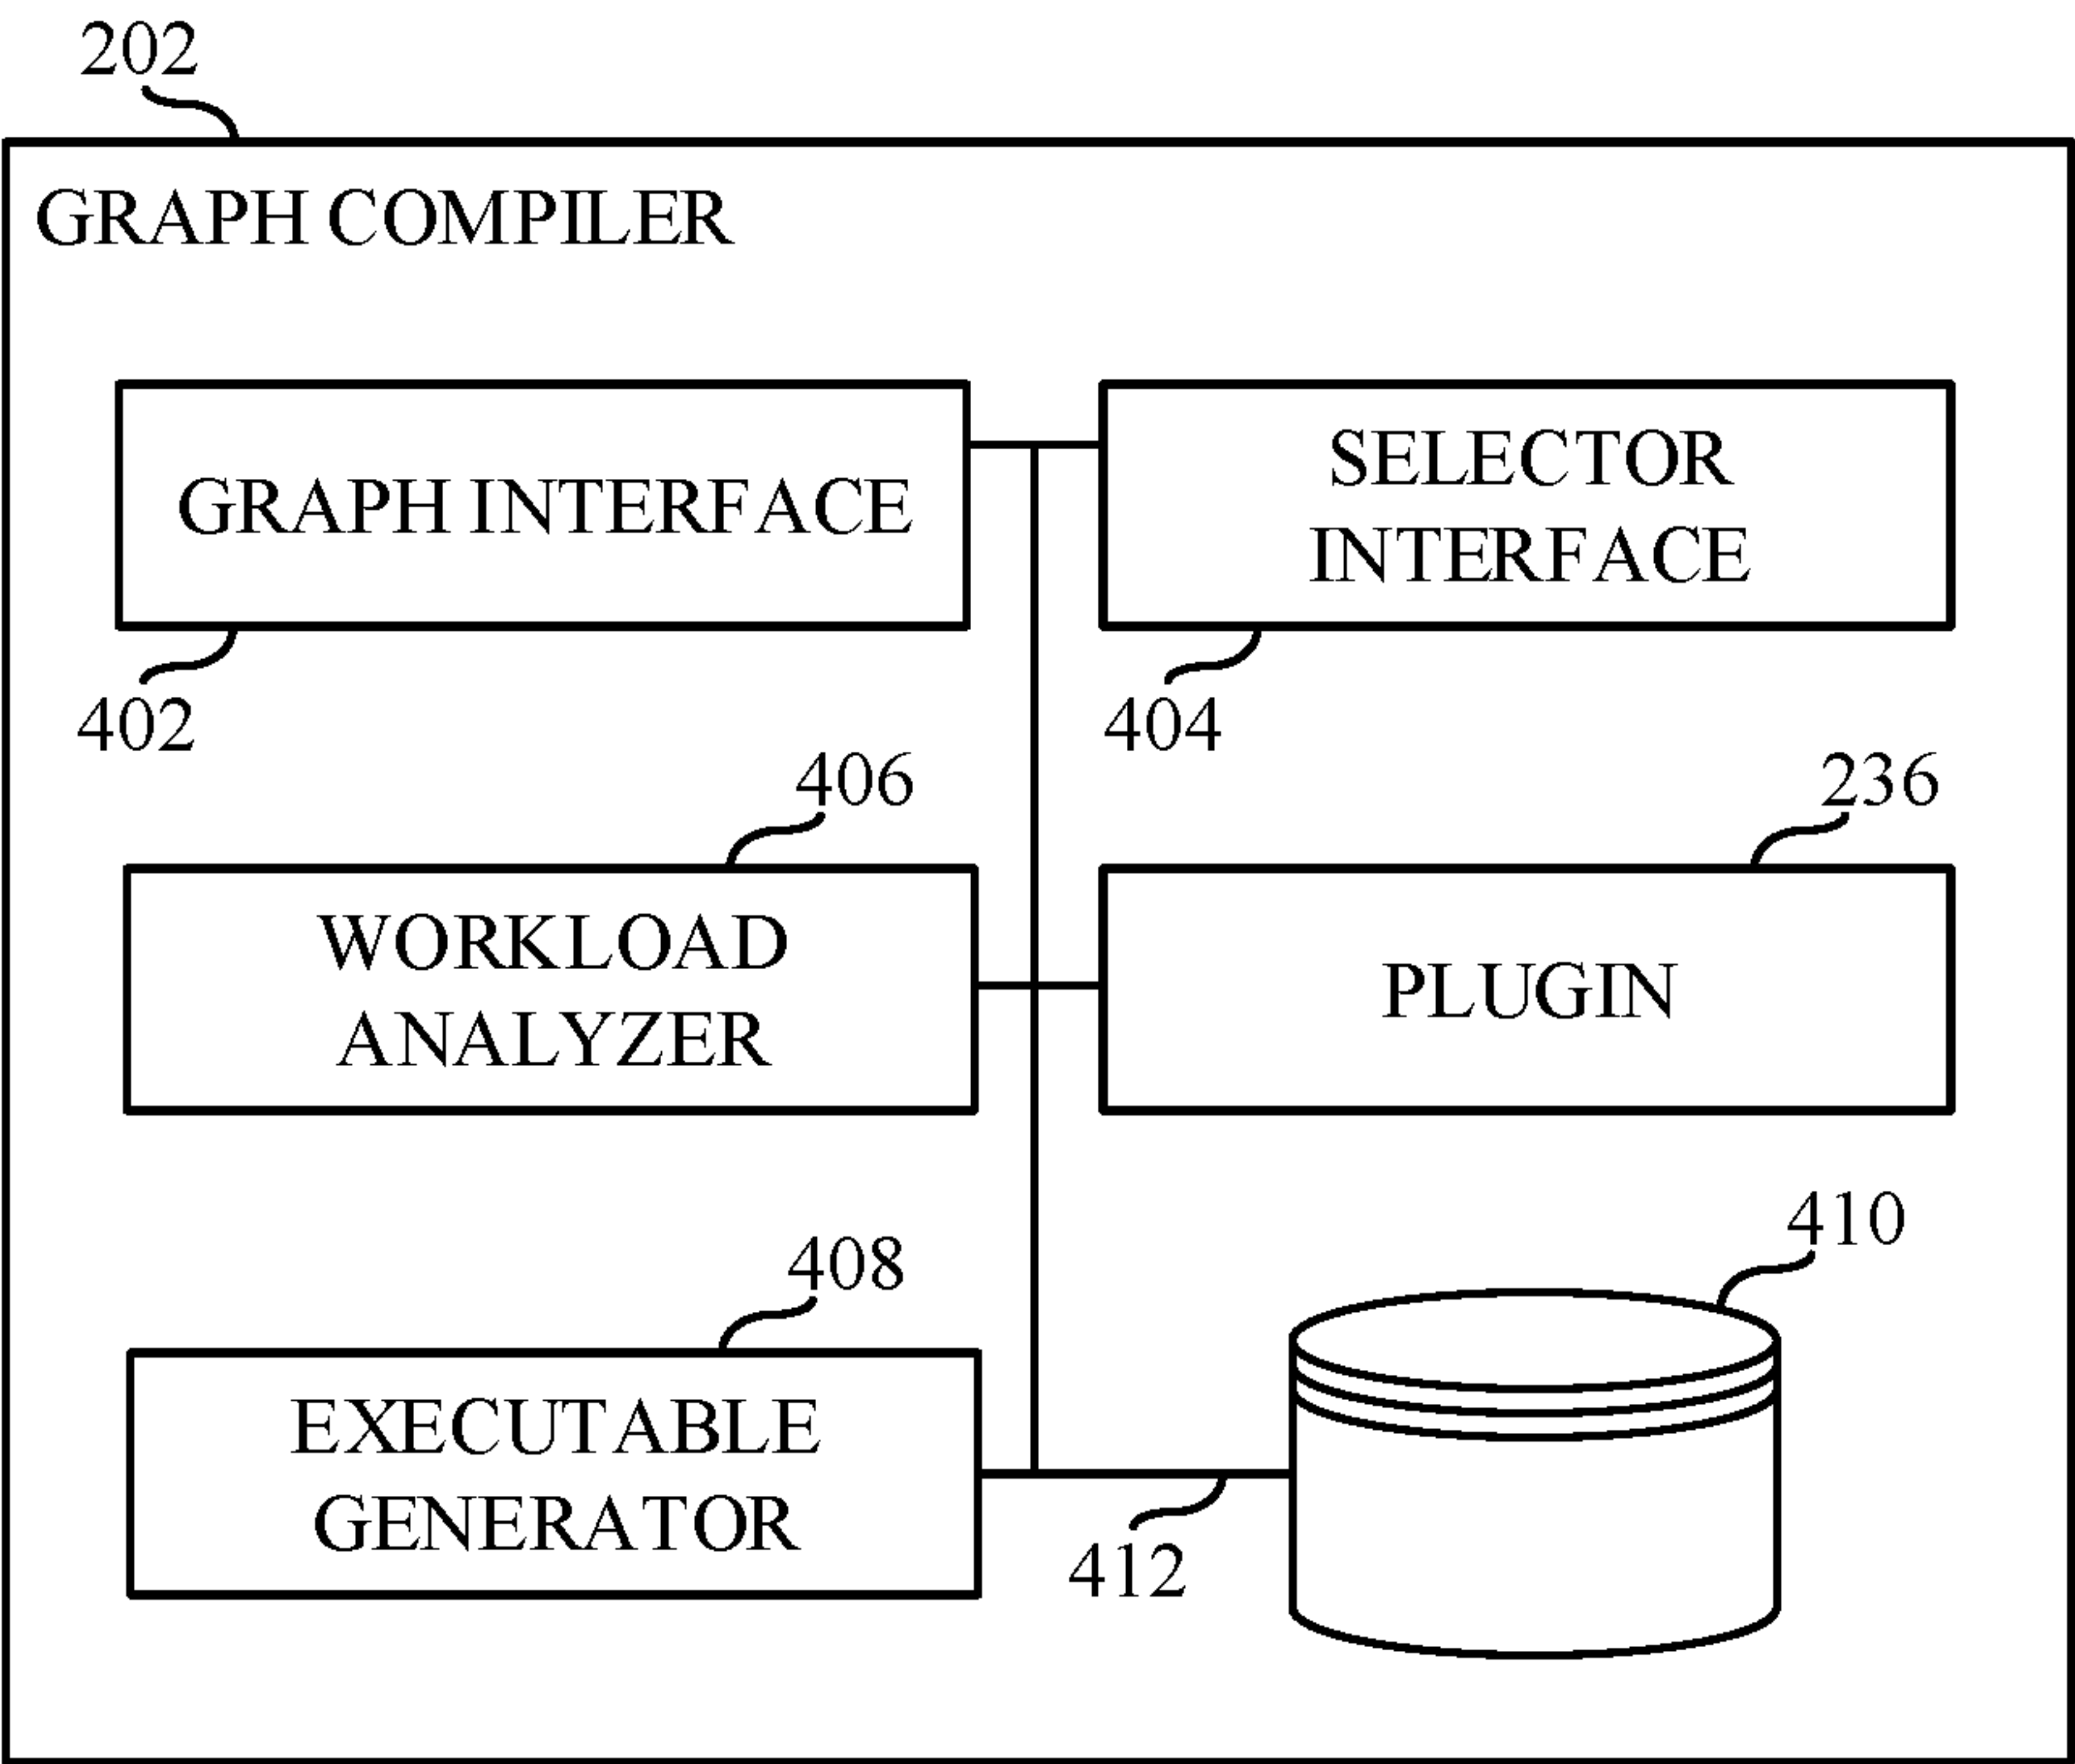 202
GRAPH COMPILER
GRAPH INTERFACE
SELECTOR
INTERFACE
402
404
406
236
WORKLOAD
ANALYZER
PLUGIN
408
410
EXECUTABLE
GENERATOR
412